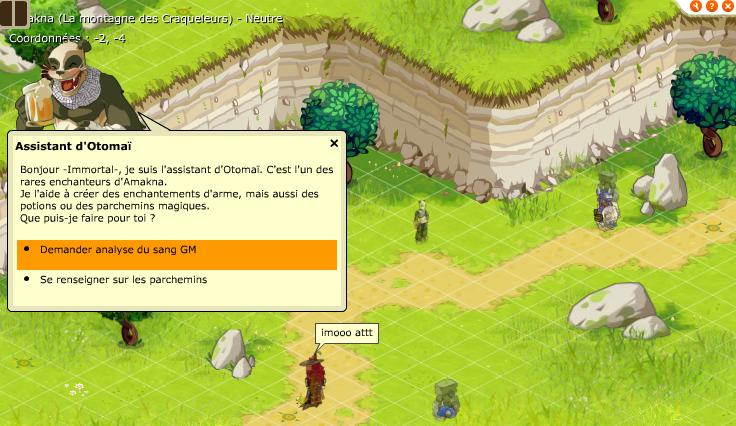 akna (La montagne des Craqueleurs) - Neutre
Coordonnées : -2, -4
Assistant d'Otomaï
Bonjour -Immortal-, je suis l'assistant d'Otomaï. C'est l'un des
rares enchanteurs d'Amakna.
Je l'aide à créer des enchantements d'arme, mais aussi des
potions ou des parchemins magiques.
Que puis-je faire pour toi ?
Demander analyse du sang GM
Se renseigner sur les parchemins
imooo attt